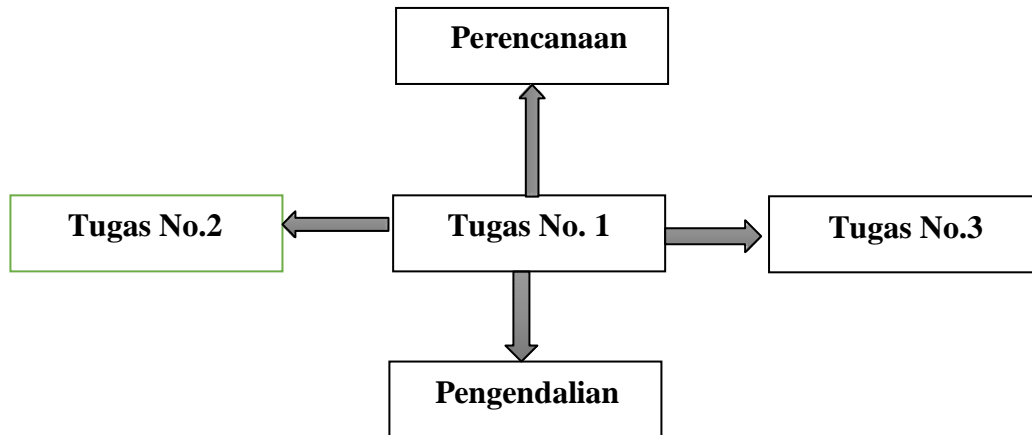 Perencanaan
Tugas No.2
Tugas No. 1
Tugas No.3
Pengendalian